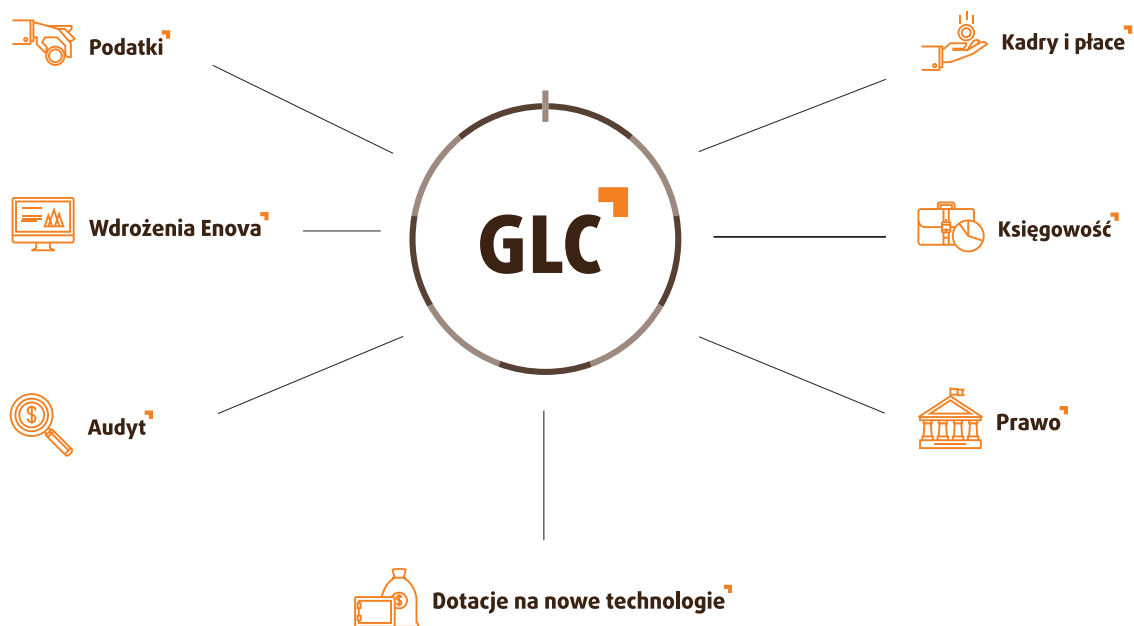 Podatki
Kadry i płace
GLC
Wdrożenia Enova
Księgowość
Audyt
Prawo
Dotacje na nowe technologie